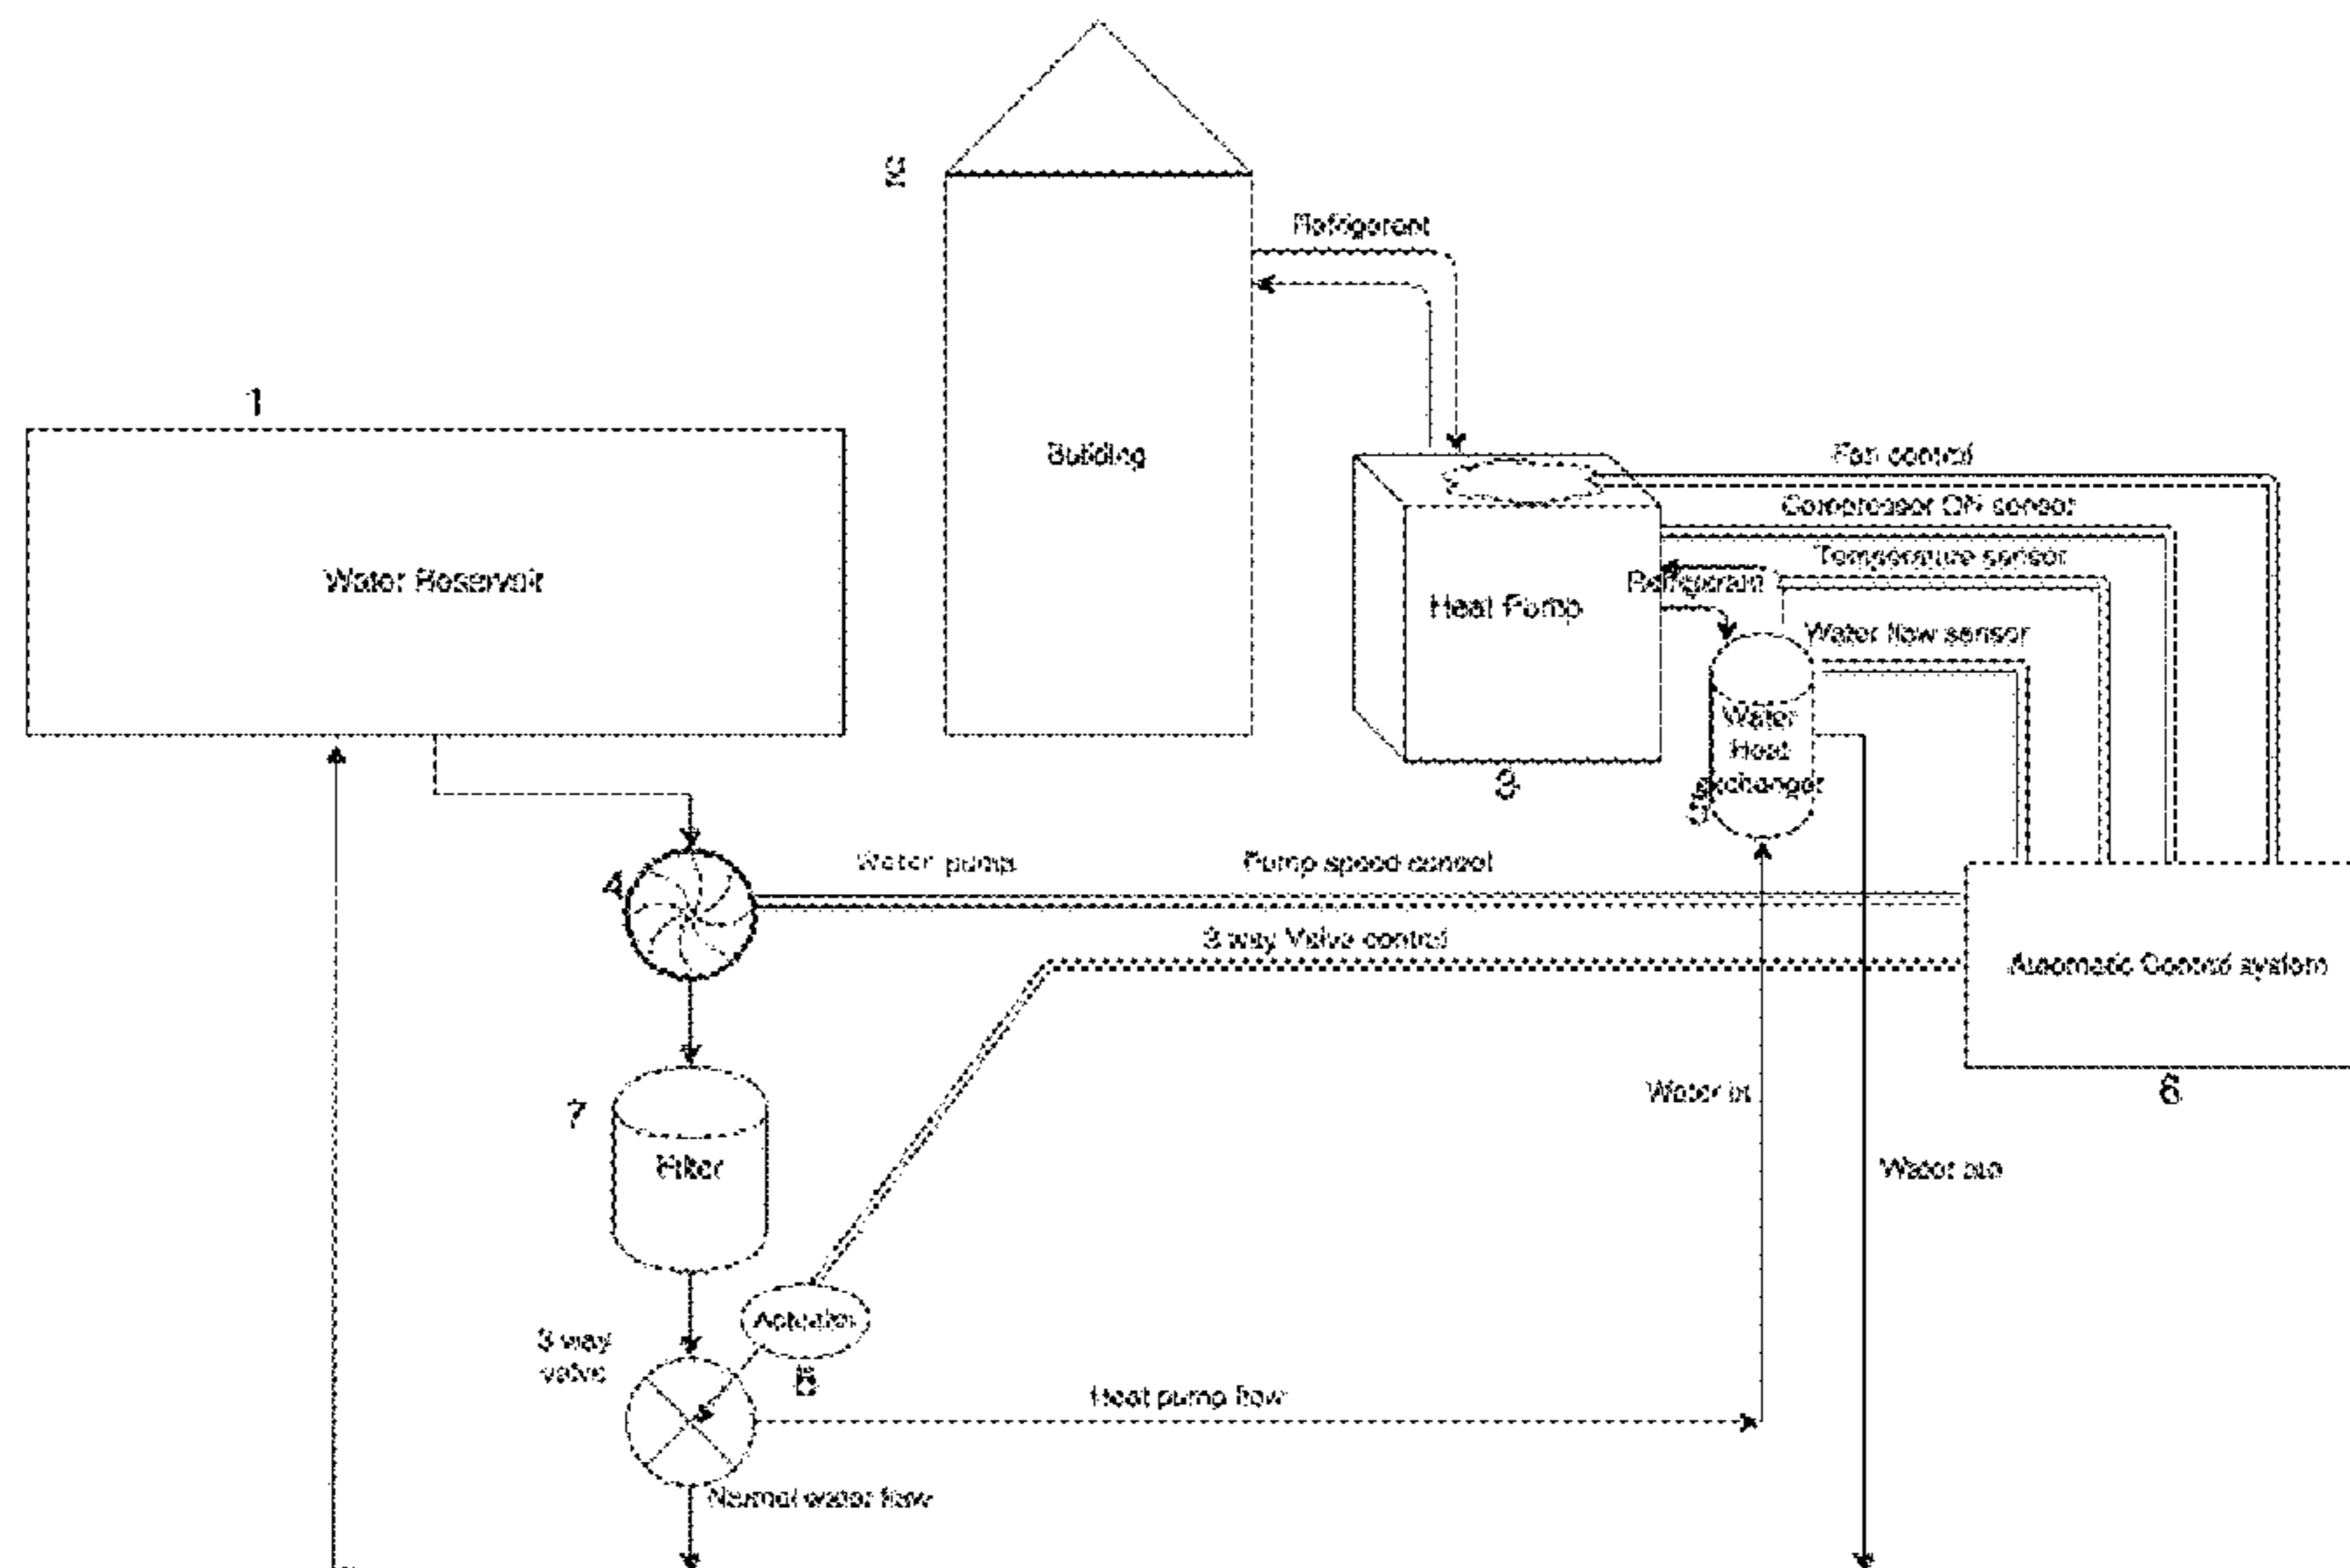 2
Refrigerant
1
Building
Fan control
Compressor ON sensor
Temperature sensor
Water Reservoir
Refrigerant
Heat Pump
Water flow sensor
Water
Heat
exchanger
3
5
4
Water pump
Pump speed control
3 way Valve control
Automatic Control system
6
Water in
7
Filter
Water out
3 way
valve
8
Heat pump flow
Normal water flow